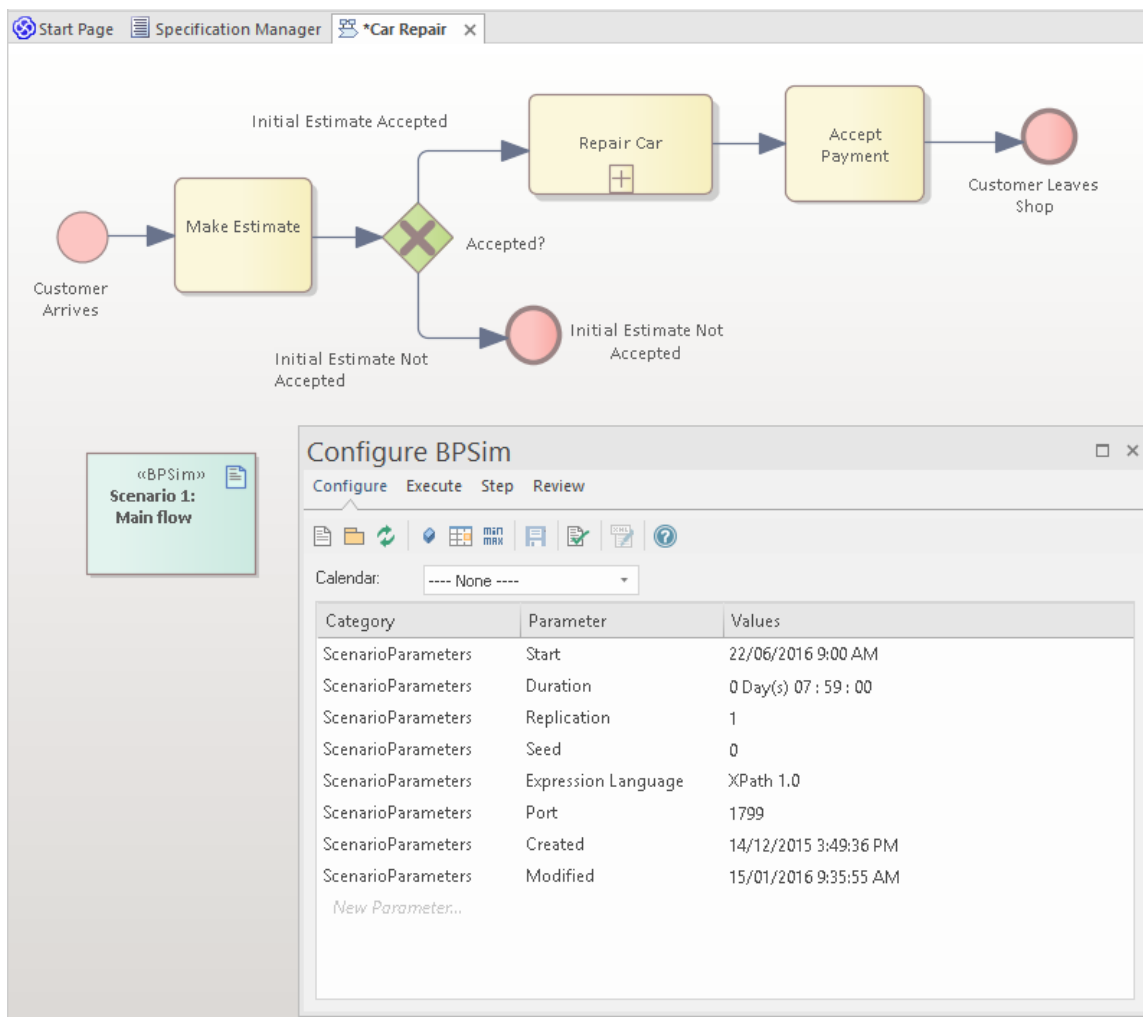 Start Page Specification Manager *Car Repair
Initial Estimate Accepted
Repair Car
Accept
Payment
Customer Leaves
Shop
Make Estimate
Accepted?
Customer
Arrives
Initial Estimate Not
Accepted
Initial Estimate Not
Accepted
«BPSim»
Scenario 1:
Main flow
Configure BPSim
Configure Execute Step Review
min
max
XML
Calendar: ---- None ----
Category Parameter Values
ScenarioParameters Start 22/06/2016 9:00 AM
ScenarioParameters Duration 0 Day(s) 07 : 59 : 00
ScenarioParameters Replication 1
ScenarioParameters Seed 0
ScenarioParameters Expression Language XPath 1.0
ScenarioParameters Port 1799
ScenarioParameters Created 14/12/2015 3:49:36 PM
ScenarioParameters Modified 15/01/2016 9:35:55 AM
New Parameter...